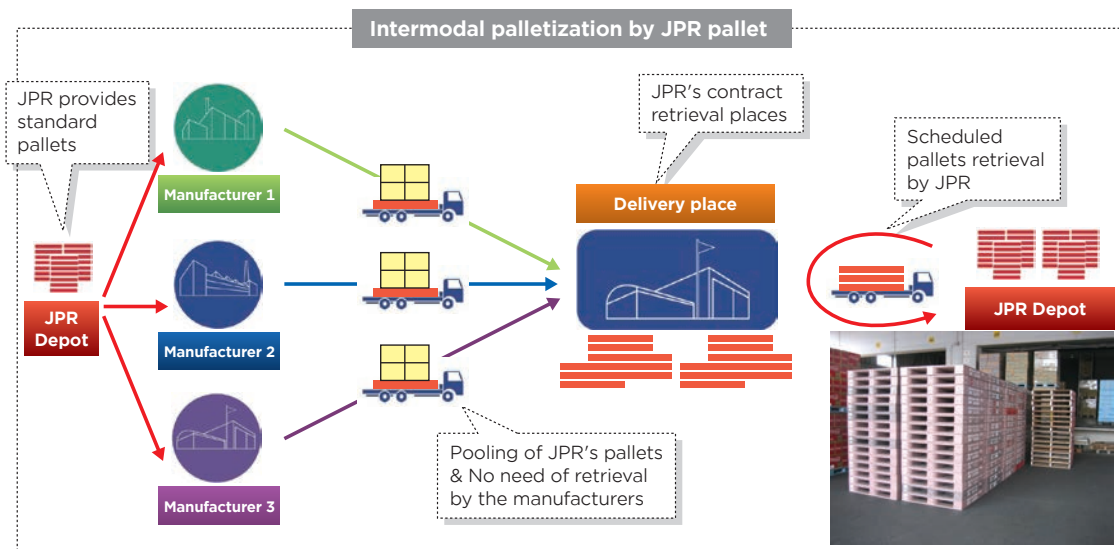 Intermodal palletization by JPR pallet
JPR provides
standard
pallets
JPR
Depot
Manufacturer 1
Manufacturer 2
Manufacturer 3
Pooling of JPR's pallets
& No need of retrieval
by the manufacturers
JPR's contract
retrieval places
Delivery place
Scheduled
pallets retrieval
by JPR
JPR Depot